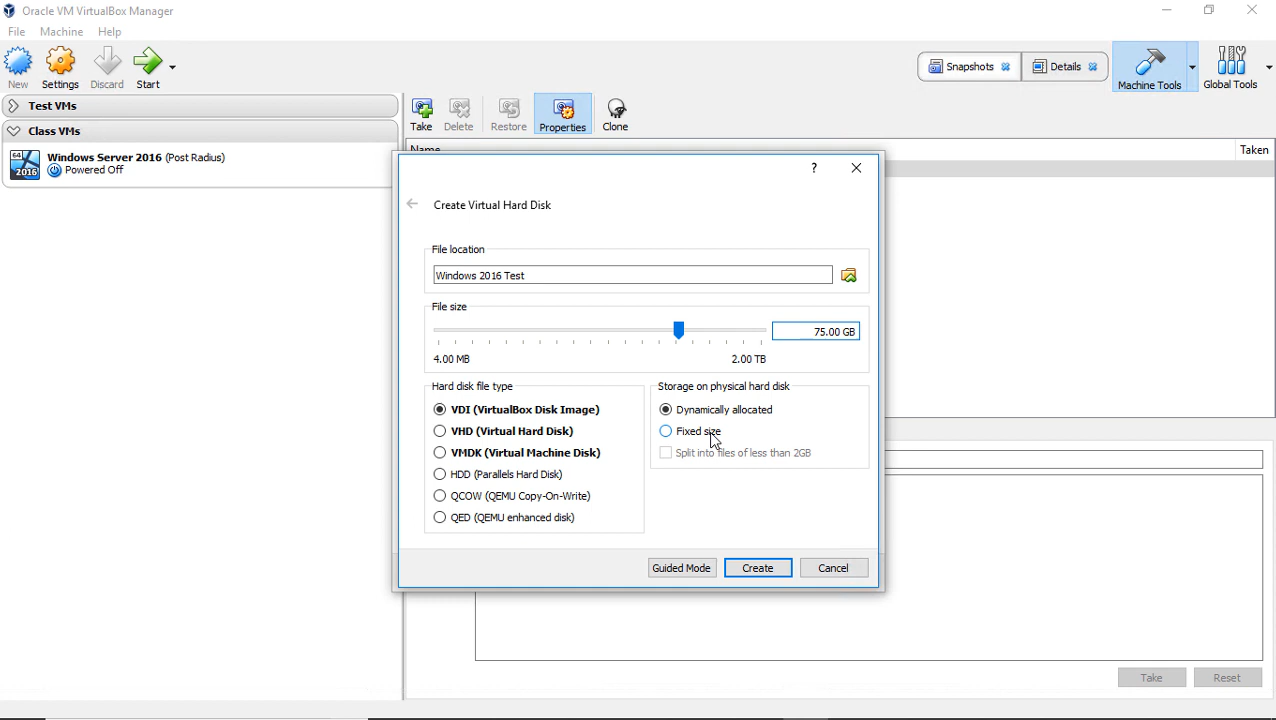 Oracle VM VirtualBox Manager
File Machine Help
New Settings Discard Start
Snapshots Details Machine Tools Global Tools
Test VMs
Class VMs
64 2016 Windows Server 2016 (Post Radius)
Powered Off
Take Delete Restore Properties Clone
Name Taken
?
Create Virtual Hard Disk
File location
Windows 2016 Test
File size
75.00 GB
4.00 MB 2.00 TB
Hard disk file type
VDI (VirtualBox Disk Image)
VHD (Virtual Hard Disk)
VMDK (Virtual Machine Disk)
HDD (Parallels Hard Disk)
QCOW (QEMU Copy-On-Write)
QED (QEMU enhanced disk)
Storage on physical hard disk
Dynamically allocated
Fixed size
Split into files of less than 2GB
Guided Mode Create Cancel
Take Reset